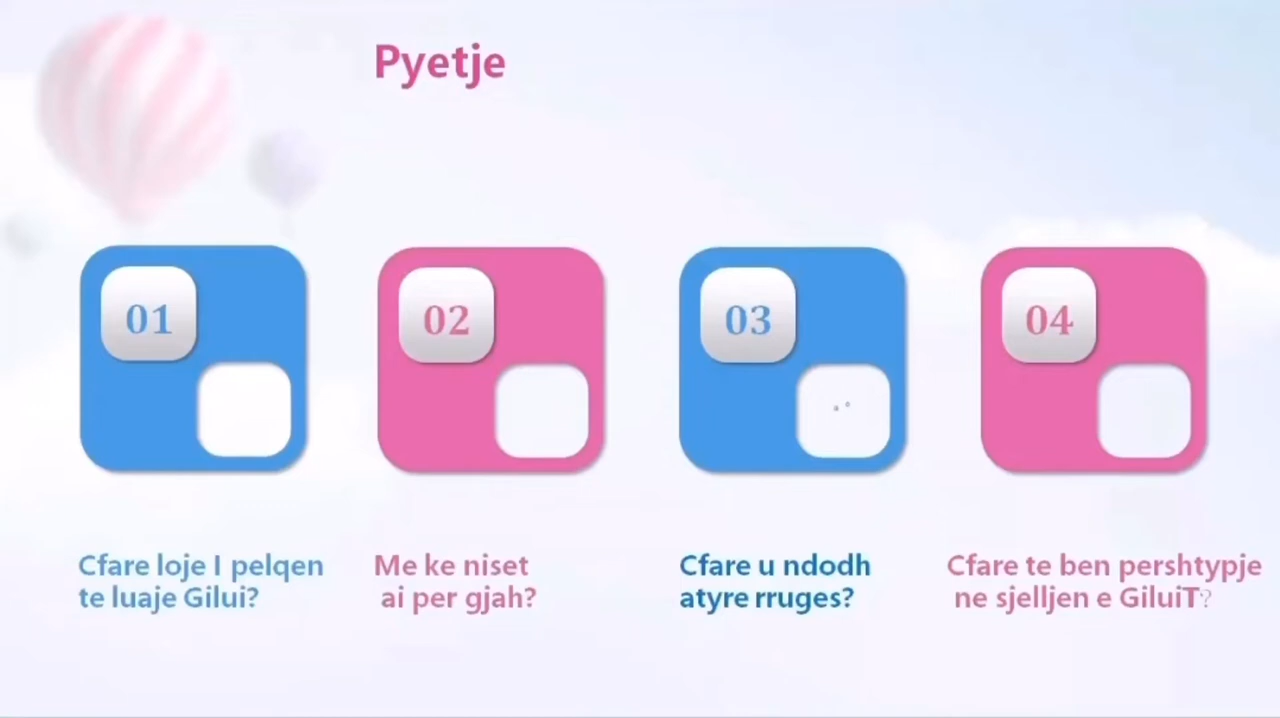 Pyetje
01
02
03
04
Cfare loje I pelqen
te luaje Gilui?
Me ke niset
ai per gjah?
Cfare u ndodh
atyre rruges?
Cfare te ben pershtypje
ne sjelljen e GiluiT?